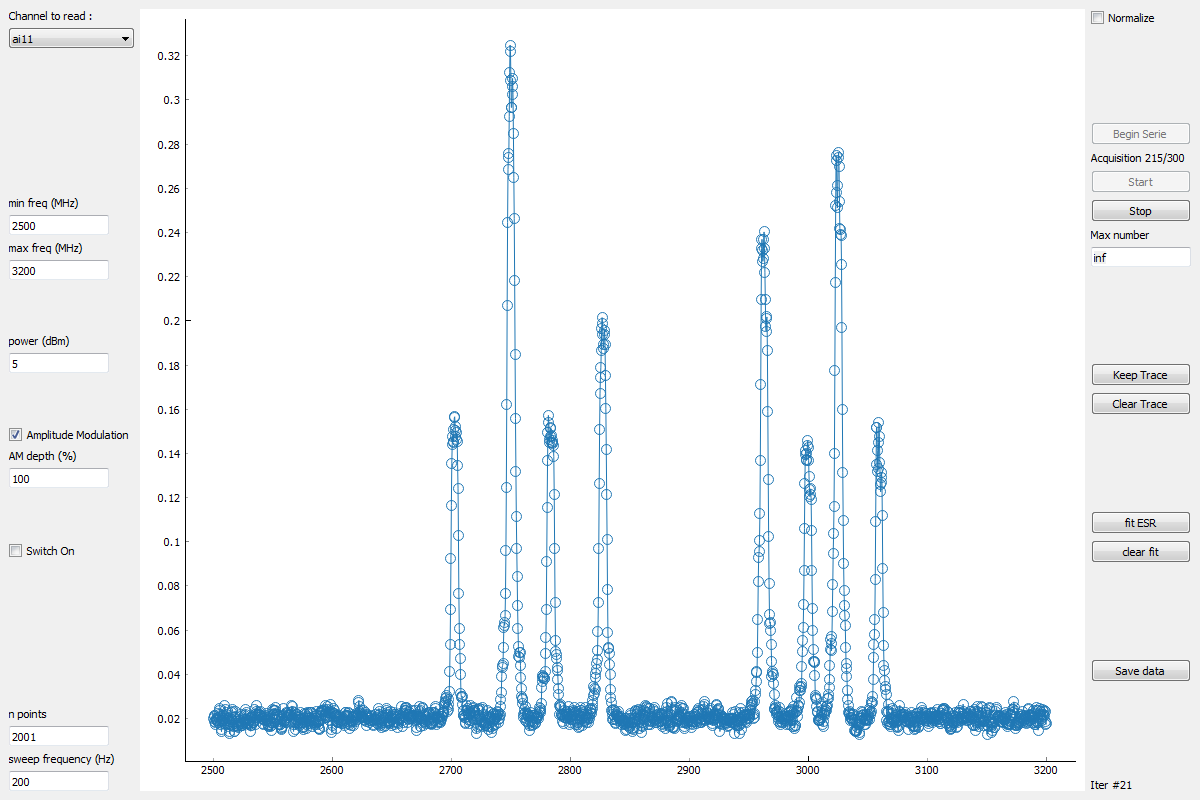 Channel to read :
ai11
min freq (MHz)
2500
max freq (MHz)
3200
power (dBm)
5
Amplitude Modulation
AM depth (%)
100
Switch On
n points
2001
sweep frequency (Hz)
200
0.32
0.3
0.28
0.26
0.24
0.22
0.2
0.18
0.16
0.14
0.12
0.1
0.08
0.06
0.04
0.02
2500 2600 2700 2800 2900 3000 3100 3200
Normalize
Begin Serie
Acquisition 215/300
Start
Stop
Max number
inf
Keep Trace
Clear Trace
fit ESR
clear fit
Save data
Iter #21